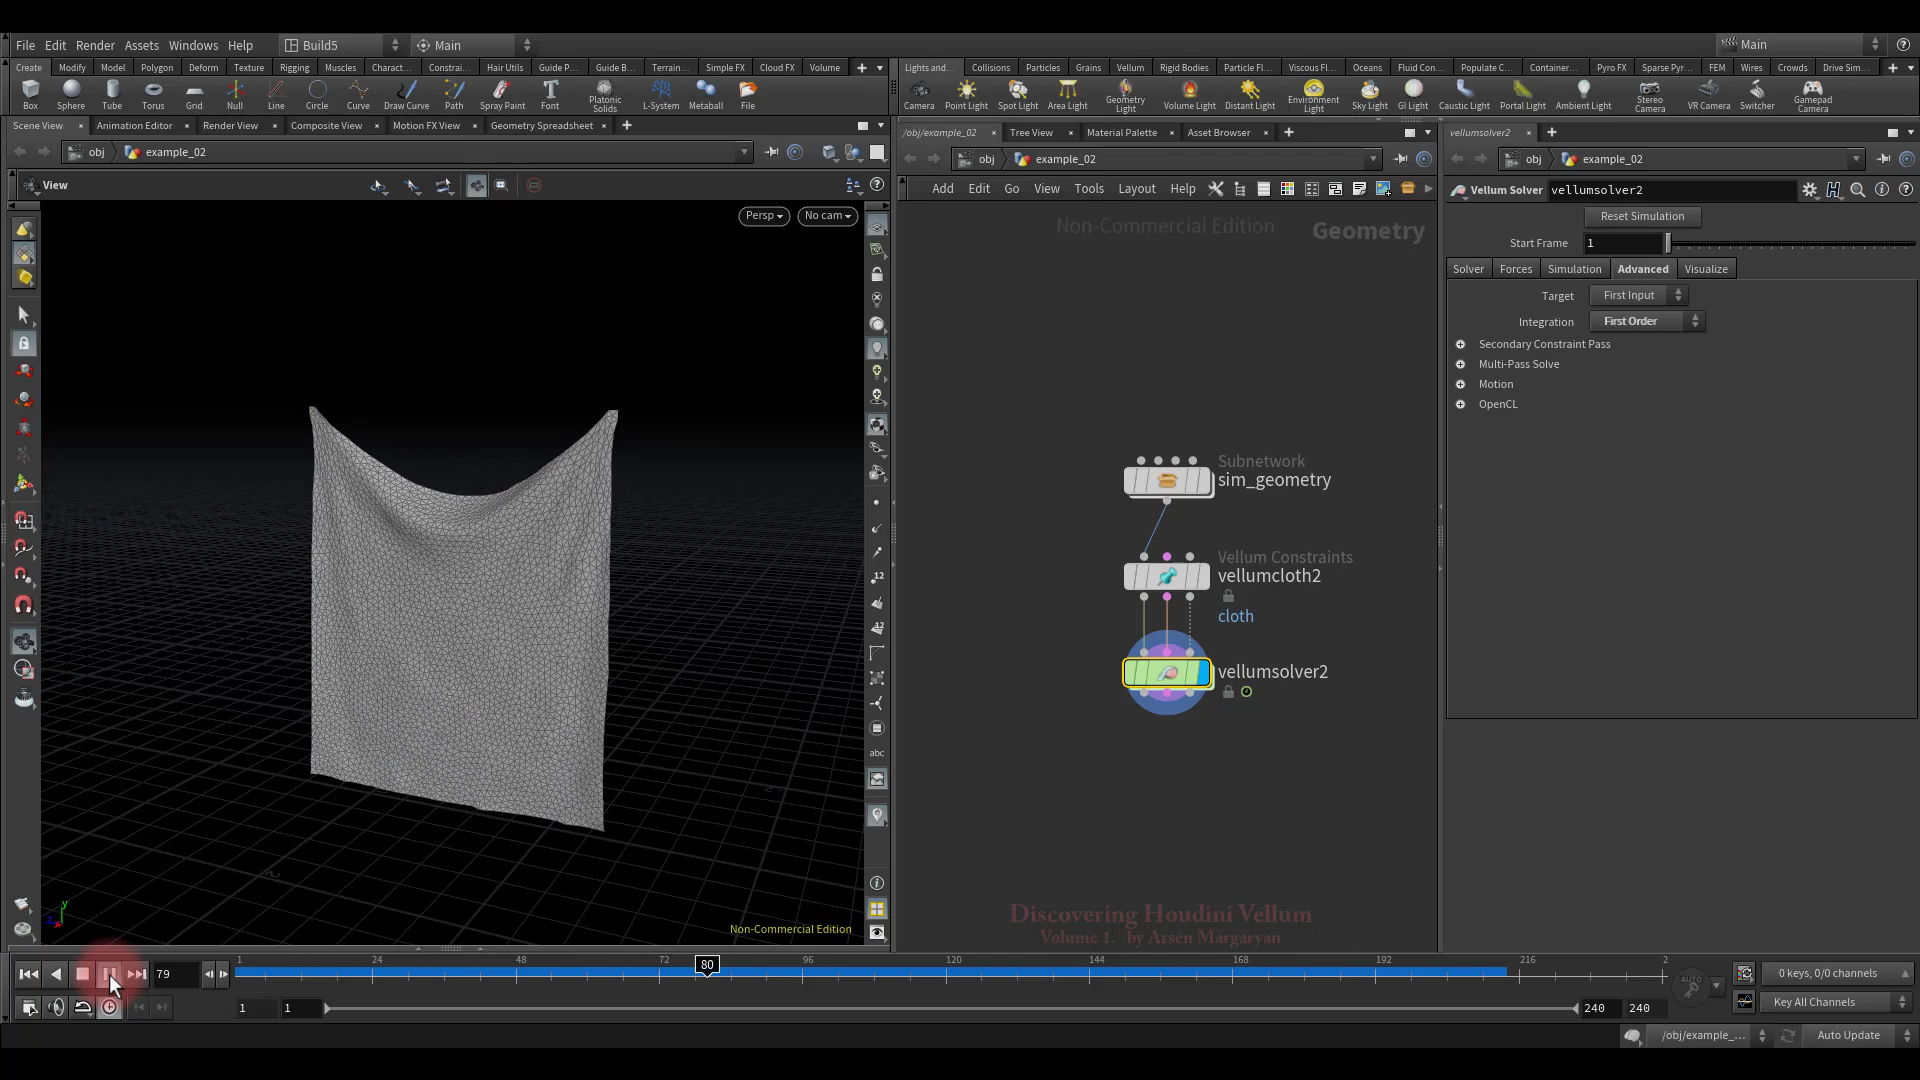 File Edit Render Assets Windows Help Build5 Main Main
Create Modify Model Polygon Deform Texture Rigging Muscles Charact... Constrai... Hair Utils Guide P... Guide B... Terrain... Simple FX Cloud FX Volume Lights and... Collisions Particles Grains Vellum Rigid Bodies Particle Fl... Viscous Fl... Oceans Fluid Con... Populate C... Container... Pyro FX Sparse Pyr... FEM Wires Crowds Drive Sim...
Box Sphere Tube Torus Grid Null Line Circle Curve Draw Curve Path Spray Paint Font Platonic Solids L-System Metaball File Camera Point Light Spot Light Area Light Geometry Light Volume Light Distant Light Environment Light Sky Light GI Light Caustic Light Portal Light Ambient Light Stereo Camera VR Camera Switcher Gamepad Camera
Scene View Animation Editor Render View Composite View Motion FX View Geometry Spreadsheet
/obj/example_02 Tree View Material Palette Asset Browser
vellumsolver2
obj example_02
obj example_02
obj example_02
View
Persp No cam
Add Edit Go View Tools Layout Help
Vellum Solver vellumsolver2
Reset Simulation
Start Frame 1
Solver Forces Simulation Advanced Visualize
Target First Input
Integration First Order
Secondary Constraint Pass
Multi-Pass Solve
Motion
OpenCL
Non-Commercial Edition Geometry
Subnetwork
sim_geometry
Vellum Constraints
vellumcloth2
cloth
vellumsolver2
12
12
abc
y
Non-Commercial Edition
Discovering Houdini Vellum
Volume 1. by Arsen Margaryan
79 1 24 48 72 80 96 120 144 168 192 216 2
1 1 240 240
AUTO
0 keys, 0/0 channels
Key All Channels
/obj/example_... Auto Update